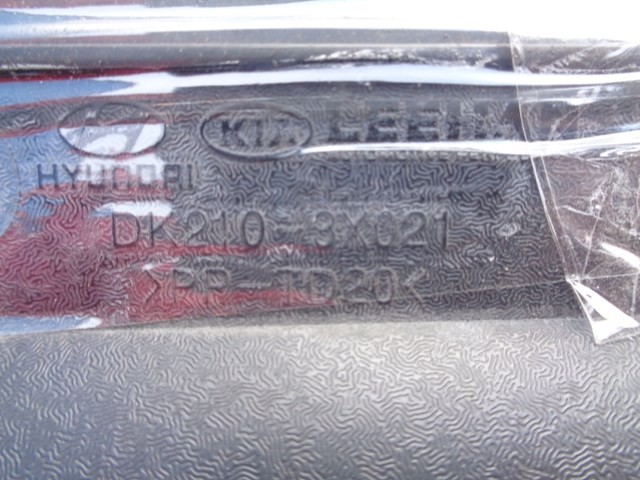 KIA
HYUNDAI
DK210-3X021
>PP-TD20<